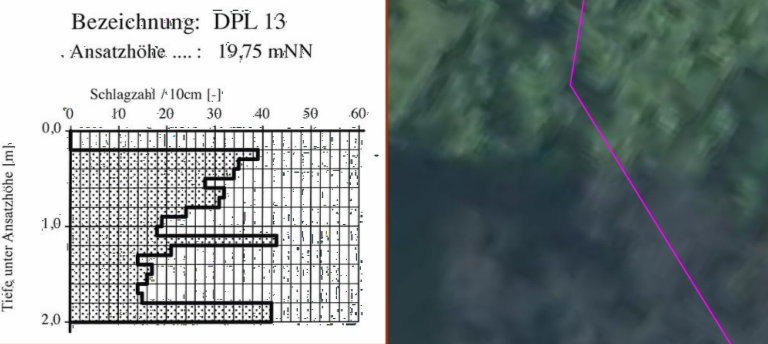 Bezeichnung: DPL 13
Ansatzhöhe .... : 19,75 mNN
Schlagzahl / 10cm [-]
0 10 20 30 40 50 60
0,0
1,0
2,0
Tiefe unter Ansatzhöhe [m]